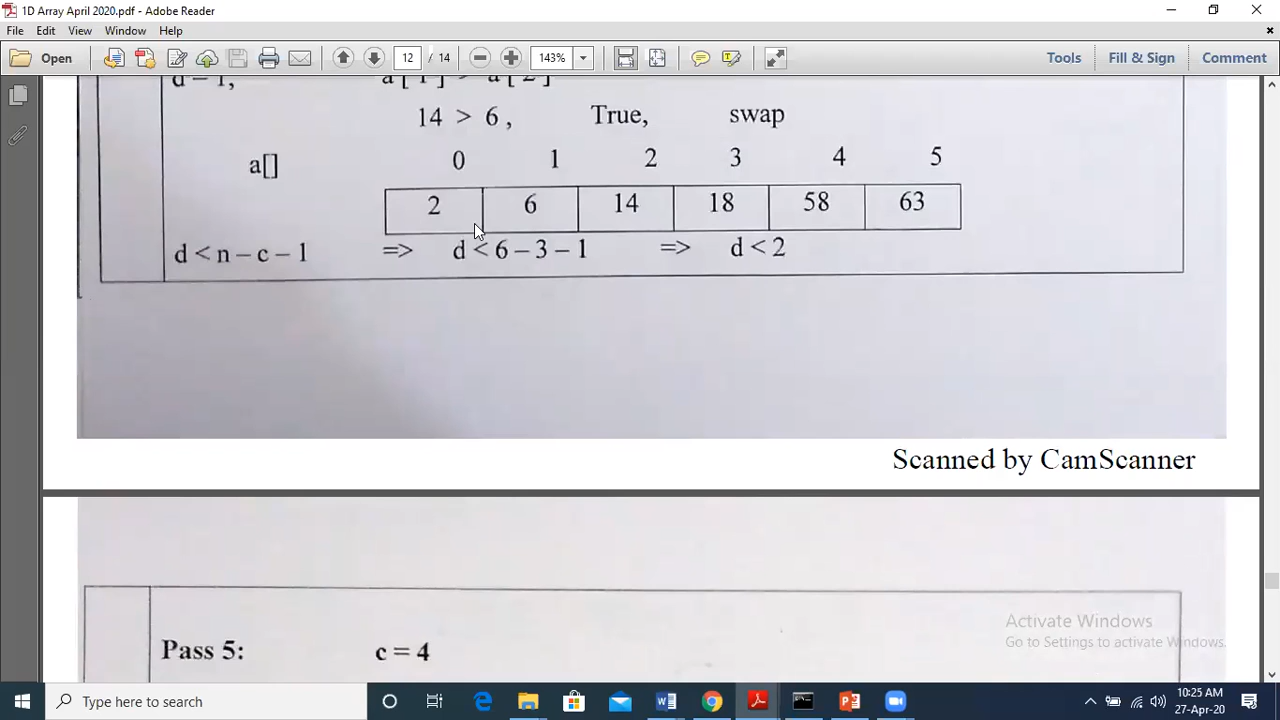 1D Array April 2020.pdf - Adobe Reader
File Edit View Window Help
Open 12 / 14 143% Tools Fill & Sign Comment
d = 1, a [ 1 ] > a [ 2 ]
14 > 6 , True, swap
a[] 0 1 2 3 4 5
2 6 14 18 58 63
d < n – c – 1 => d < 6 – 3 – 1 => d < 2
Scanned by CamScanner
Pass 5: c = 4
Activate Windows
Go to Settings to activate Windows.
Type here to search
10:25 AM
27-Apr-20